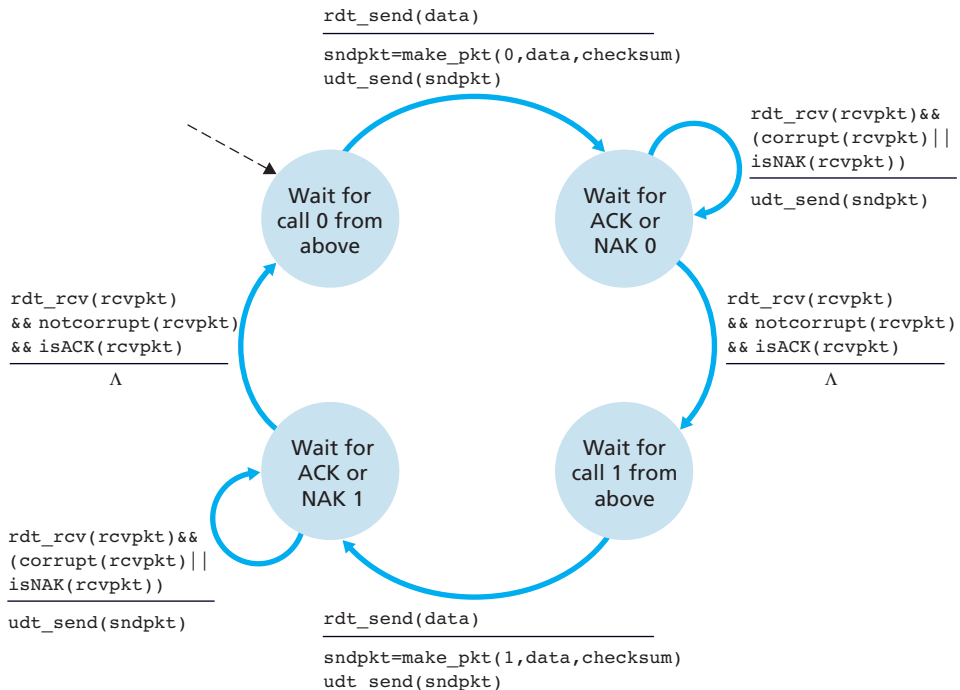 rdt_send(data)
sndpkt=make_pkt(0,data,checksum)
udt_send(sndpkt)
Wait for
call 0 from
above
Wait for
ACK or
NAK 0
rdt_rcv(rcvpkt)&&
(corrupt(rcvpkt)||
isNAK(rcvpkt))
udt_send(sndpkt)
rdt_rcv(rcvpkt)
&& notcorrupt(rcvpkt)
&& isACK(rcvpkt)
Λ
rdt_rcv(rcvpkt)
&& notcorrupt(rcvpkt)
&& isACK(rcvpkt)
Λ
Wait for
ACK or
NAK 1
Wait for
call 1 from
above
rdt_rcv(rcvpkt)&&
(corrupt(rcvpkt)||
isNAK(rcvpkt))
udt_send(sndpkt)
rdt_send(data)
sndpkt=make_pkt(1,data,checksum)
udt_send(sndpkt)